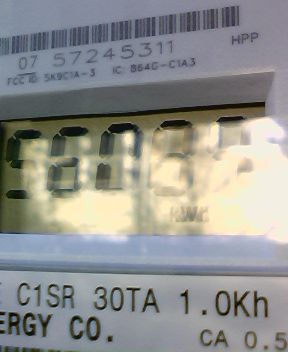 07 57245311
HPP
FCC ID: SK9C1A-3 IC: 864G-C1A3
KWH
C1SR 30TA 1.0Kh
ERGY CO.
CA 0.5